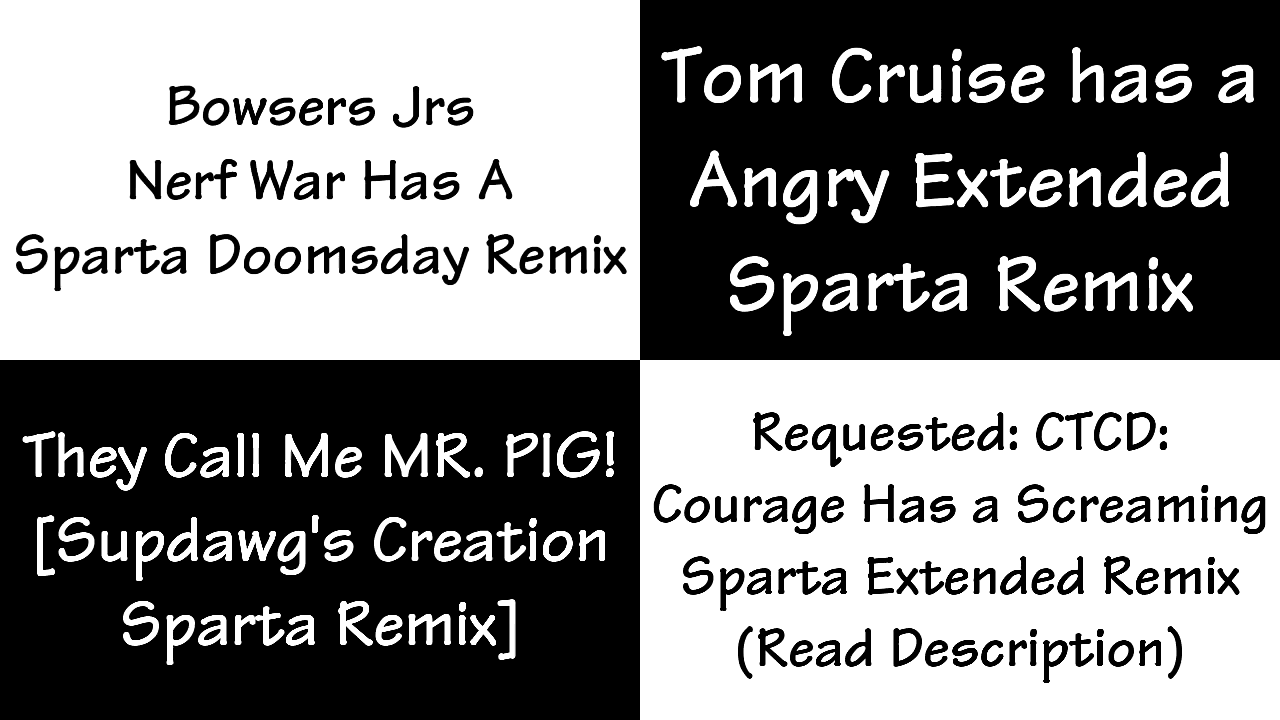 Bowsers Jrs
Nerf War Has A
Sparta Doomsday Remix
Tom Cruise has a
Angry Extended
Sparta Remix
They Call Me MR. PIG!
[Supdawg's Creation
Sparta Remix]
Requested: CTCD:
Courage Has a Screaming
Sparta Extended Remix
(Read Description)